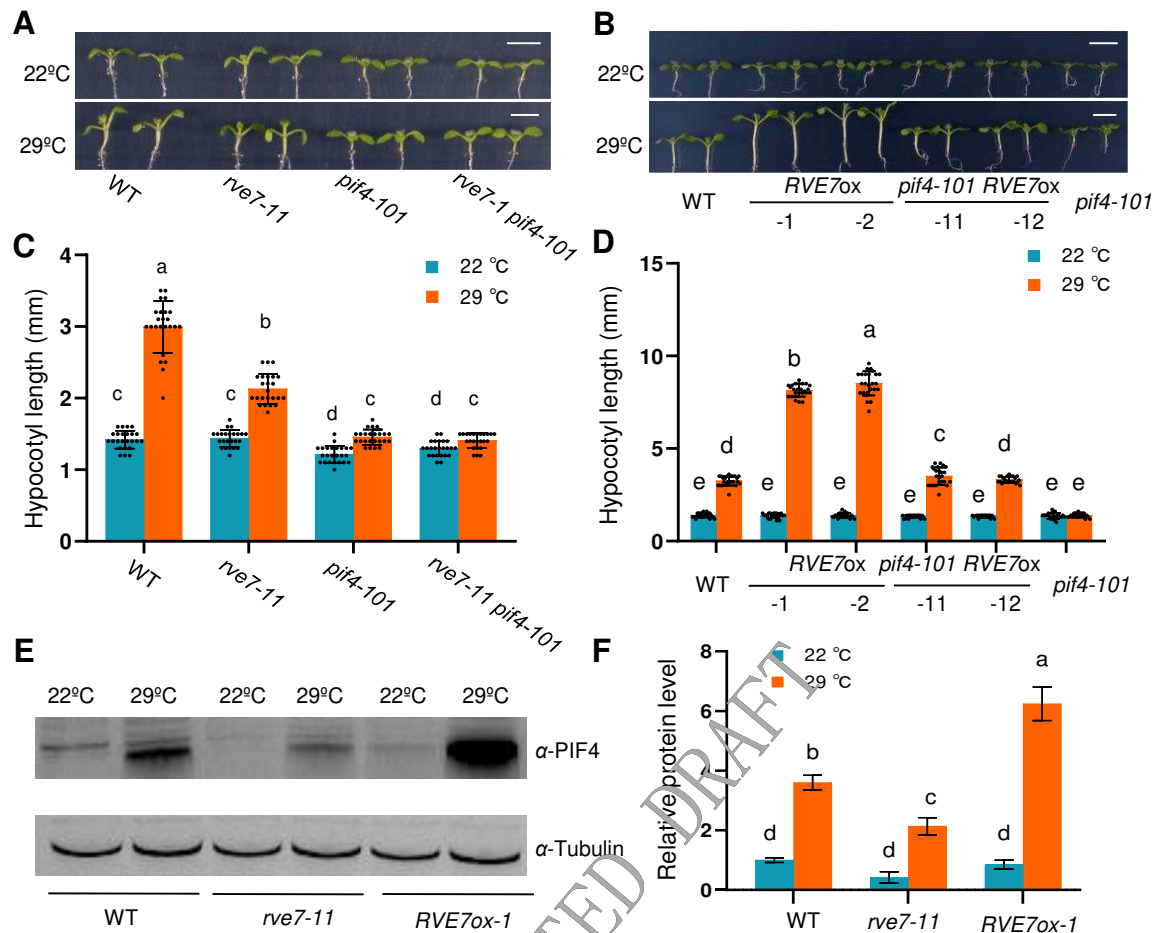 A
22ºC
29ºC
WT
rve7-11
pif4-101
rve7-1 pif4-101
B
22ºC
29ºC
WT
RVE7ox
pif4-101 RVE7ox
pif4-101
-1
-2
-11
-12
C
Hypocotyl length (mm)
4
3
2
1
0
22 °C
29 °C
c
a
c
b
d
c
d
c
WT
rve7-11
pif4-101
rve7-11 pif4-101
D
Hypocotyl length (mm)
15
10
5
0
22 °C
29 °C
e
d
e
b
e
a
e
c
e
d
e
e
WT
RVE7ox
pif4-101 RVE7ox
pif4-101
-1
-2
-11
-12
E
22ºC
29ºC
22ºC
29ºC
22ºC
29ºC
α-PIF4
α-Tubulin
WT
rve7-11
RVE7ox-1
F
Relative protein level
8
6
4
2
0
22 °C
29 °C
d
b
d
c
d
a
WT
rve7-11
RVE7ox-1
TED DRAFT